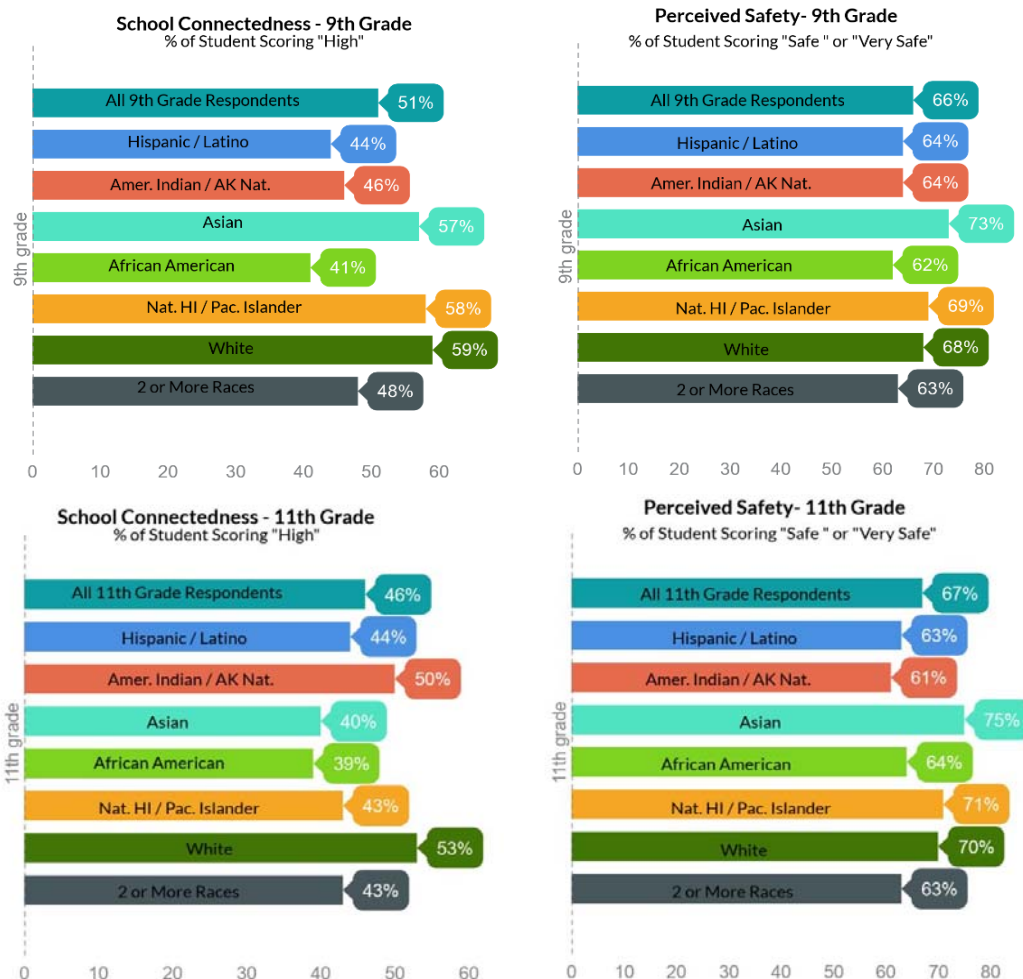 School Connectedness - 9th Grade
% of Student Scoring "High"
9th grade
All 9th Grade Respondents 51%
Hispanic / Latino 44%
Amer. Indian / AK Nat. 46%
Asian 57%
African American 41%
Nat. HI / Pac. Islander 58%
White 59%
2 or More Races 48%
0 10 20 30 40 50 60
Perceived Safety- 9th Grade
% of Student Scoring "Safe " or "Very Safe"
9th grade
All 9th Grade Respondents 66%
Hispanic / Latino 64%
Amer. Indian / AK Nat. 64%
Asian 73%
African American 62%
Nat. HI / Pac. Islander 69%
White 68%
2 or More Races 63%
0 10 20 30 40 50 60 70 80
School Connectedness - 11th Grade
% of Student Scoring "High"
11th grade
All 11th Grade Respondents 46%
Hispanic / Latino 44%
Amer. Indian / AK Nat. 50%
Asian 40%
African American 39%
Nat. HI / Pac. Islander 43%
White 53%
2 or More Races 43%
0 10 20 30 40 50 60
Perceived Safety- 11th Grade
% of Student Scoring "Safe " or "Very Safe"
11th grade
All 11th Grade Respondents 67%
Hispanic / Latino 63%
Amer. Indian / AK Nat. 61%
Asian 75%
African American 64%
Nat. HI / Pac. Islander 71%
White 70%
2 or More Races 63%
0 10 20 30 40 50 60 70 80